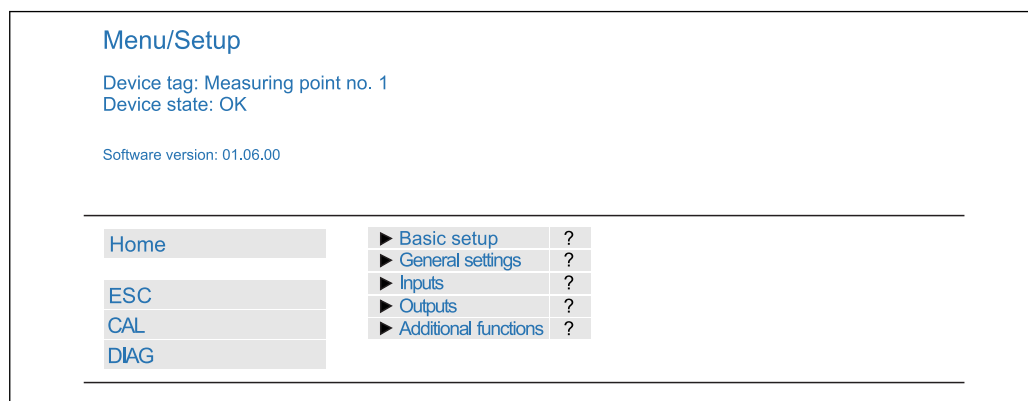 Menu/Setup
Device tag: Measuring point no. 1
Device state: OK
Software version: 01.06.00
Home
ESC
CAL
DIAG
► Basic setup ?
► General settings ?
► Inputs ?
► Outputs ?
► Additional functions ?